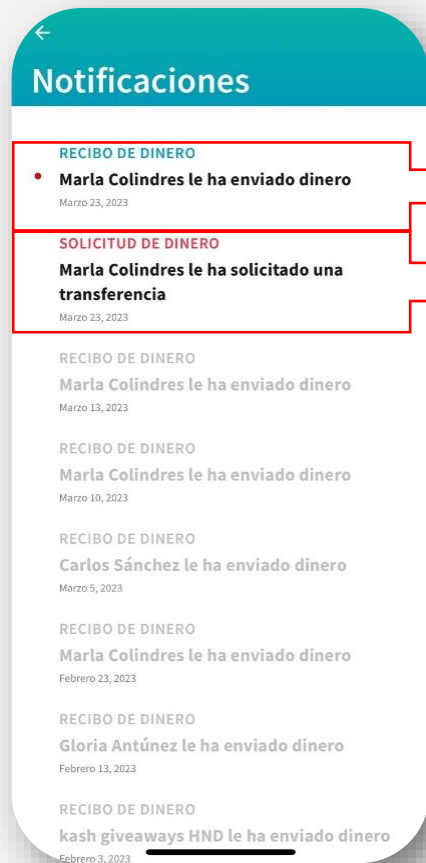 Notificaciones
RECIBO DE DINERO
Marla Colindres le ha enviado dinero
Marzo 23, 2023
SOLICITUD DE DINERO
Marla Colindres le ha solicitado una
transferencia
Marzo 23, 2023
RECIBO DE DINERO
Marla Colindres le ha enviado dinero
Marzo 13, 2023
RECIBO DE DINERO
Marla Colindres le ha enviado dinero
Marzo 10, 2023
RECIBO DE DINERO
Carlos Sánchez le ha enviado dinero
Marzo 5, 2023
RECIBO DE DINERO
Marla Colindres le ha enviado dinero
Febrero 23, 2023
RECIBO DE DINERO
Gloria Antúnez le ha enviado dinero
Febrero 13, 2023
RECIBO DE DINERO
kash giveaways HND le ha enviado dinero
Febrero 3, 2023